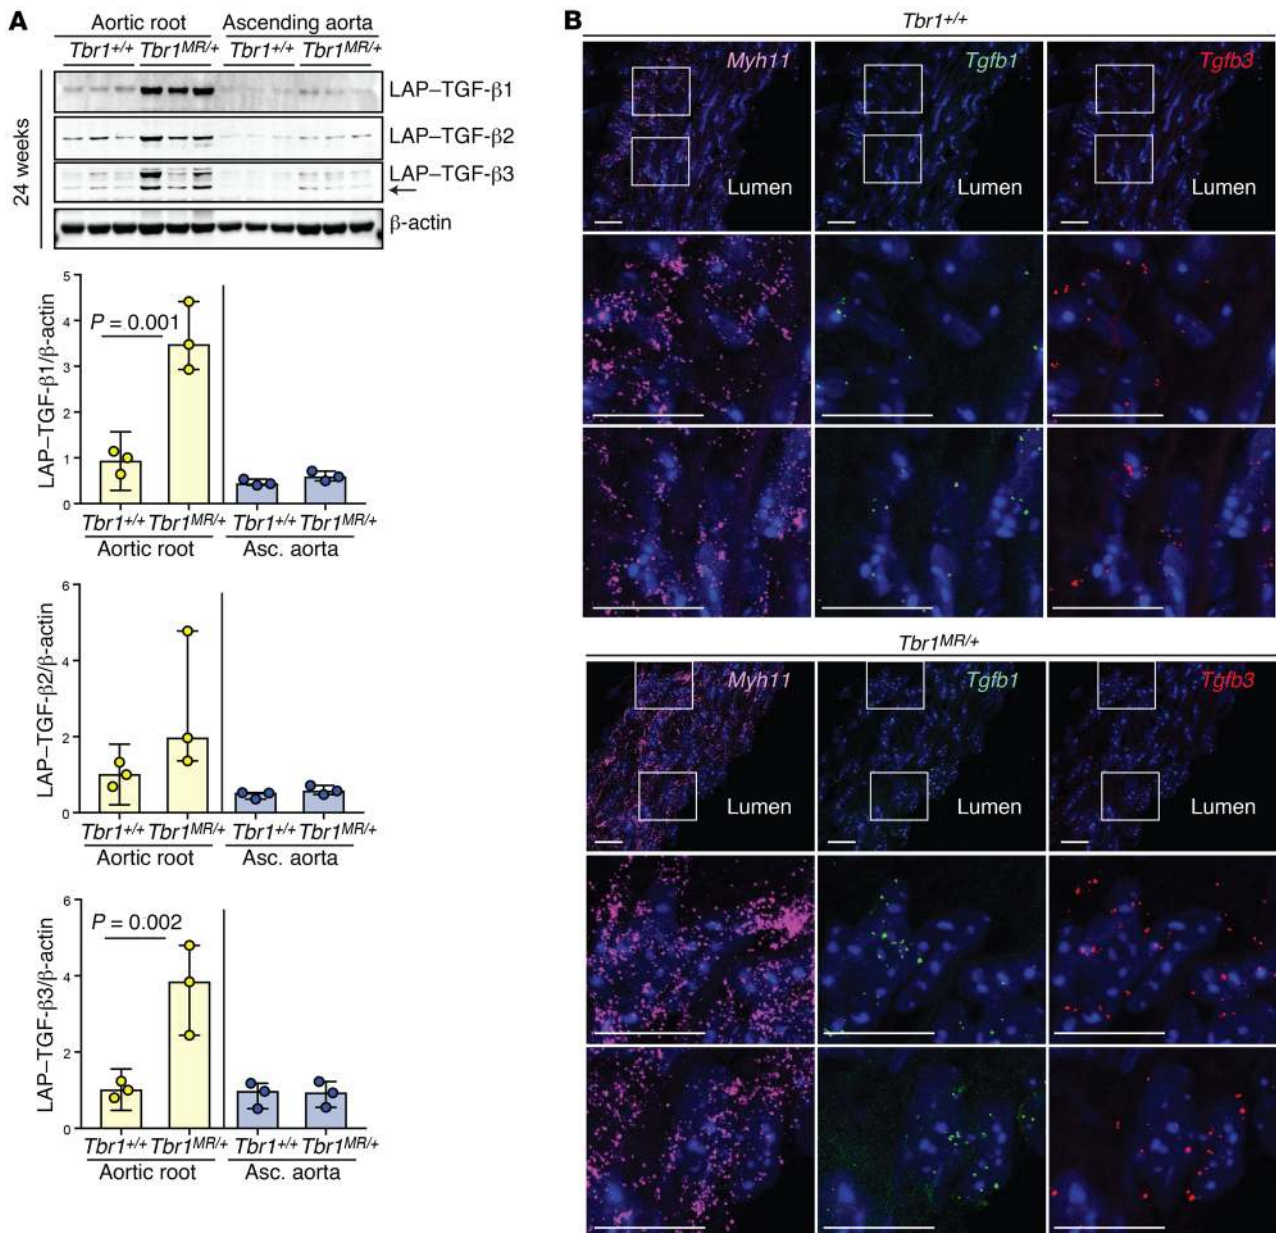 A
Aortic root Ascending aorta
Tbr1+/+ Tbr1MR/+ Tbr1+/+ Tbr1MR/+
24 weeks
LAP–TGF-β1
LAP–TGF-β2
LAP–TGF-β3
β-actin
5
4
3
2
1
0
LAP–TGF-β1/β-actin
P = 0.001
Tbr1+/+ Tbr1MR/+ Tbr1+/+ Tbr1MR/+
Aortic root Asc. aorta
6
4
2
0
LAP–TGF-β2/β-actin
Tbr1+/+ Tbr1MR/+ Tbr1+/+ Tbr1MR/+
Aortic root Asc. aorta
6
4
2
0
LAP–TGF-β3/β-actin
P = 0.002
Tbr1+/+ Tbr1MR/+ Tbr1+/+ Tbr1MR/+
Aortic root Asc. aorta
B
Tbr1+/+
Myh11 Tgfb1 Tgfb3
Lumen Lumen Lumen
Tbr1MR/+
Myh11 Tgfb1 Tgfb3
Lumen Lumen Lumen